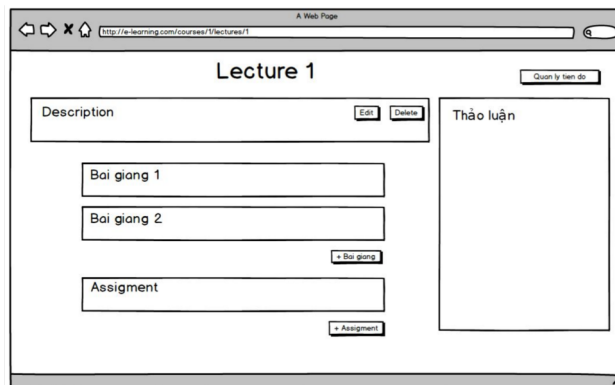 A Web Page
http://e-learning.com/courses/1/lectures/1
Lecture 1
Quan ly tien do
Description
Edit
Delete
Thảo luận
Bai giang 1
Bai giang 2
+ Bai giang
Assigment
+ Assigment